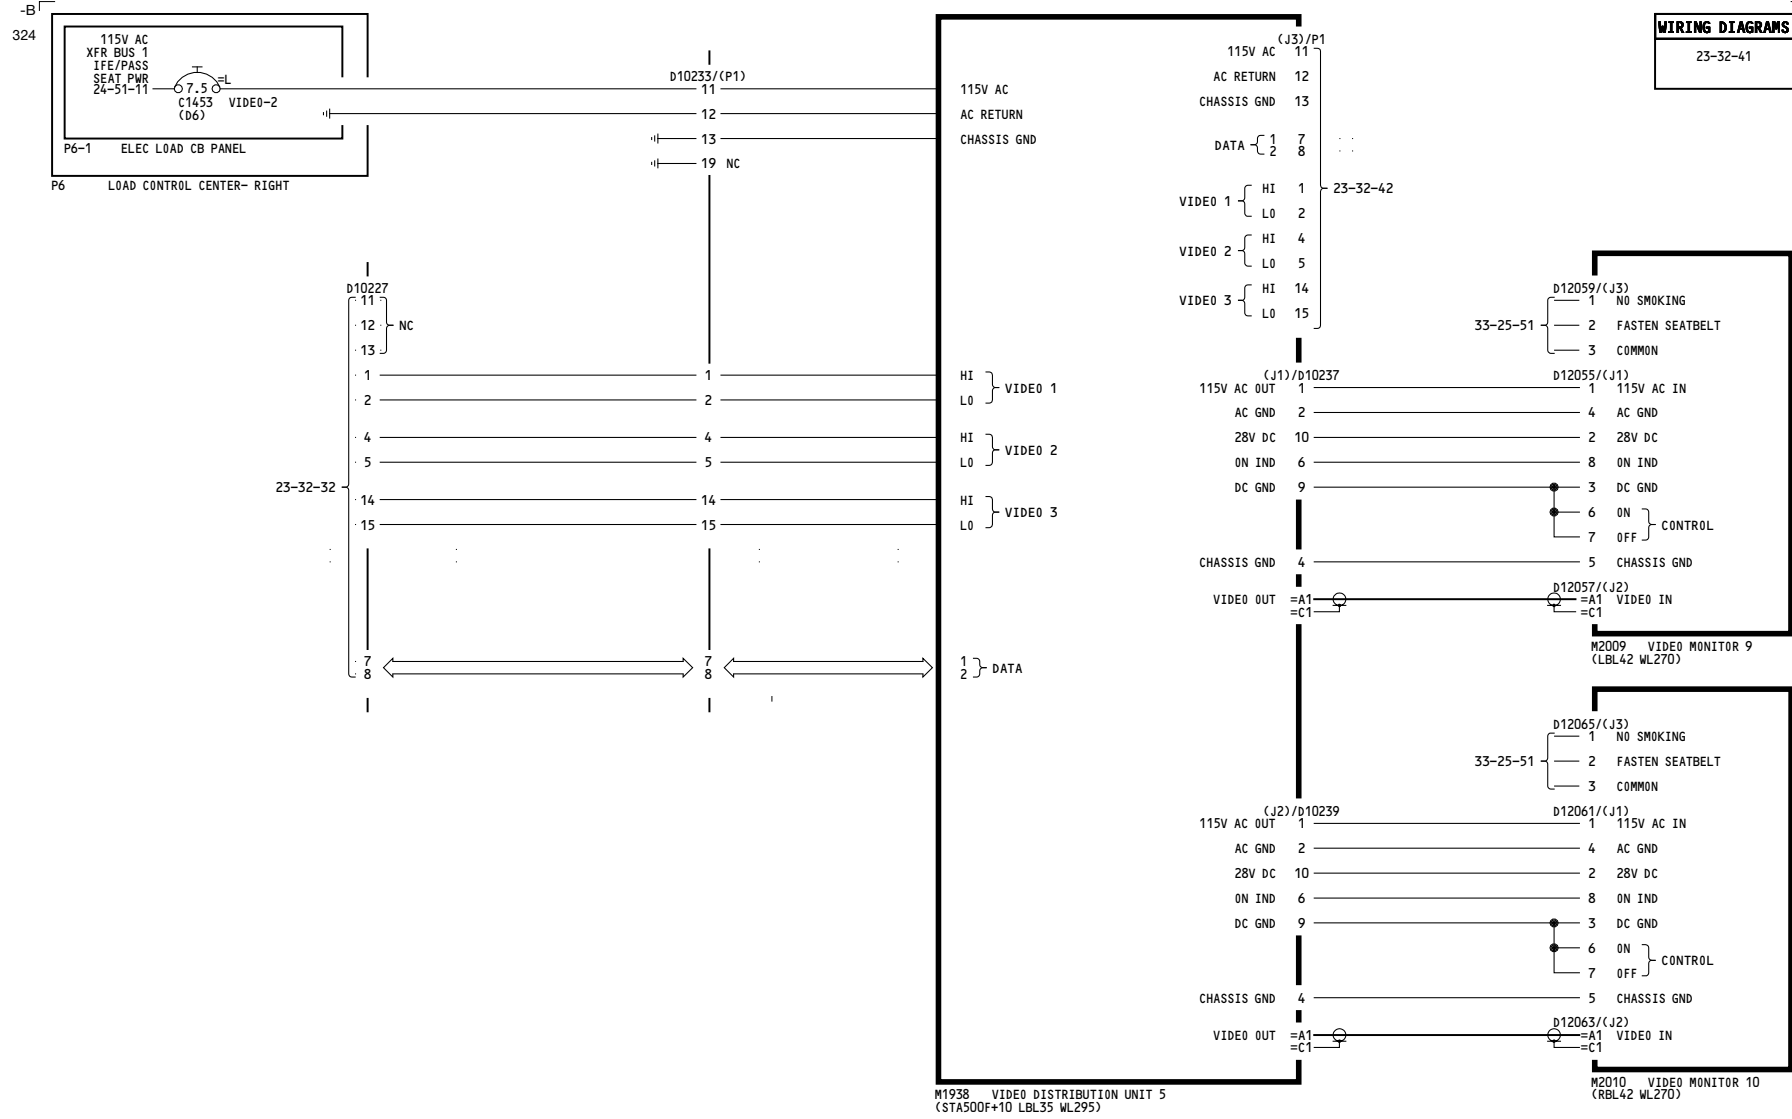 -B
324
115V AC
XFR BUS 1
IFE/PASS
SEAT PWR
24-51-11
7.5
=L
C1453 VIDEO-2
(D6)
P6-1 ELEC LOAD CB PANEL
P6 LOAD CONTROL CENTER- RIGHT
D10233/(P1)
11
12
13
19 NC
115V AC
AC RETURN
CHASSIS GND
D10227
11
12 NC
13
1 1 HI
VIDEO 1
2 2 LO
4 4 HI
VIDEO 2
5 5 LO
23-32-32
14 14 HI
VIDEO 3
15 15 LO
7 7 1
DATA
8 8 2
(J3)/P1
115V AC 11
AC RETURN 12
CHASSIS GND 13
DATA 1 7
2 8
23-32-42
VIDEO 1 HI 1
LO 2
VIDEO 2 HI 4
LO 5
VIDEO 3 HI 14
LO 15
(J1)/D10237
115V AC OUT 1
AC GND 2
28V DC 10
ON IND 6
DC GND 9
CHASSIS GND 4
VIDEO OUT =A1
=C1
(J2)/D10239
115V AC OUT 1
AC GND 2
28V DC 10
ON IND 6
DC GND 9
CHASSIS GND 4
VIDEO OUT =A1
=C1
M1938 VIDEO DISTRIBUTION UNIT 5
(STA500F+10 LBL35 WL295)
WIRING DIAGRAMS
23-32-41
D12059/(J3)
1 NO SMOKING
33-25-51 2 FASTEN SEATBELT
3 COMMON
D12055/(J1)
1 115V AC IN
4 AC GND
2 28V DC
8 ON IND
3 DC GND
6 ON
CONTROL
7 OFF
5 CHASSIS GND
D12057/(J2)
=A1 VIDEO IN
=C1
M2009 VIDEO MONITOR 9
(LBL42 WL270)
D12065/(J3)
1 NO SMOKING
33-25-51 2 FASTEN SEATBELT
3 COMMON
D12061/(J1)
1 115V AC IN
4 AC GND
2 28V DC
8 ON IND
3 DC GND
6 ON
CONTROL
7 OFF
5 CHASSIS GND
D12063/(J2)
=A1 VIDEO IN
=C1
M2010 VIDEO MONITOR 10
(RBL42 WL270)